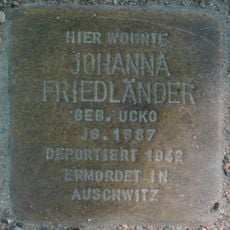 HIER WOHNTE
JOHANNA
FRIEDLÄNDER
GEB. UCKO
JG. 1887
DEPORTIERT 1942
ERMORDET IN
AUSCHWITZ